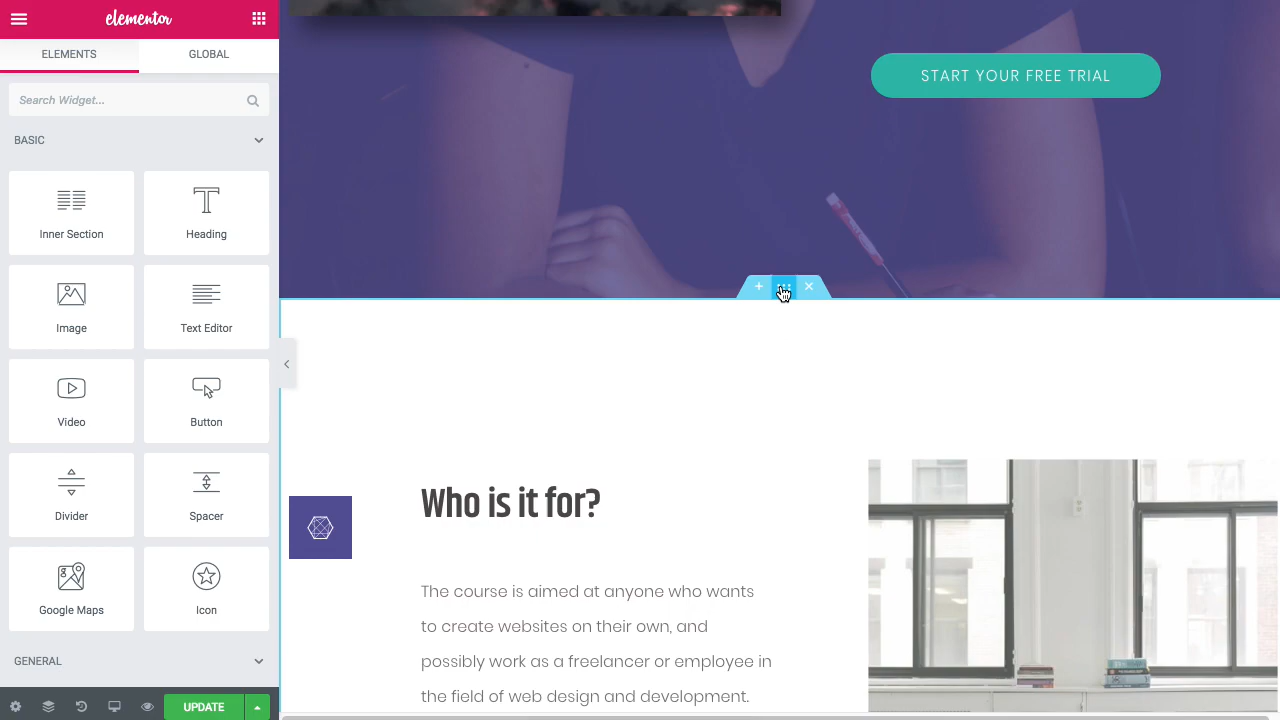 elementor
ELEMENTS
GLOBAL
Search Widget...
BASIC
Inner Section
Heading
Image
Text Editor
Video
Button
Divider
Spacer
Google Maps
Icon
GENERAL
UPDATE
START YOUR FREE TRIAL
Who is it for?
The course is aimed at anyone who wants
to create websites on their own, and
possibly work as a freelancer or employee in
the field of web design and development.